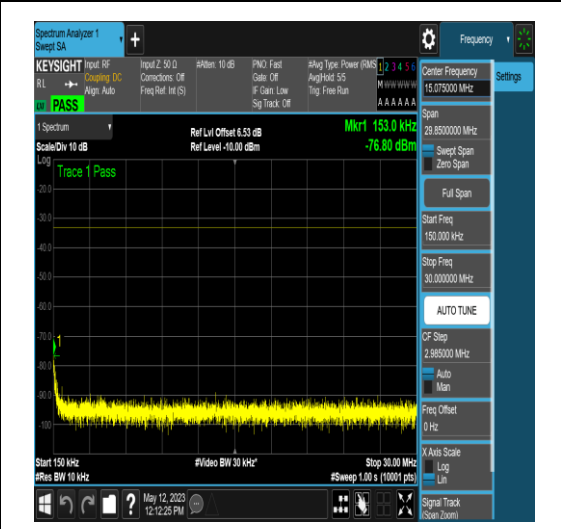 Spectrum Analyzer 1
Swept SA
Frequency
KEYSIGHT
RL
Input: RF
Coupling: DC
Align: Auto
Input Z: 50 Ω
Corrections: Off
Freq Ref: Int (S)
#Atten: 10 dB
PNO: Fast
Gate: Off
IF Gain: Low
Sig Track: Off
#Avg Type: Power (RMS
Avg|Hold: 5/5
Trig: Free Run
1 2 3 4 5 6
M W W W W W
A A A A A A
PASS
1 Spectrum
Scale/Div 10 dB
Ref Lvl Offset 6.53 dB
Ref Level -10.00 dBm
Mkr1 153.0 kHz
-76.80 dBm
Log
Trace 1 Pass
-20.0
-30.0
-40.0
-50.0
-60.0
-70.0
1
-80.0
-90.0
-100
Start 150 kHz
#Res BW 10 kHz
#Video BW 30 kHz*
Stop 30.00 MHz
#Sweep 1.00 s (10001 pts)
May 12, 2023
12:12:25 PM
Settings
Center Frequency
15.075000 MHz
Span
29.8500000 MHz
Swept Span
Zero Span
Full Span
Start Freq
150.000 kHz
Stop Freq
30.000000 MHz
AUTO TUNE
CF Step
2.985000 MHz
Auto
Man
Freq Offset
0 Hz
X Axis Scale
Log
Lin
Signal Track
(Span Zoom)